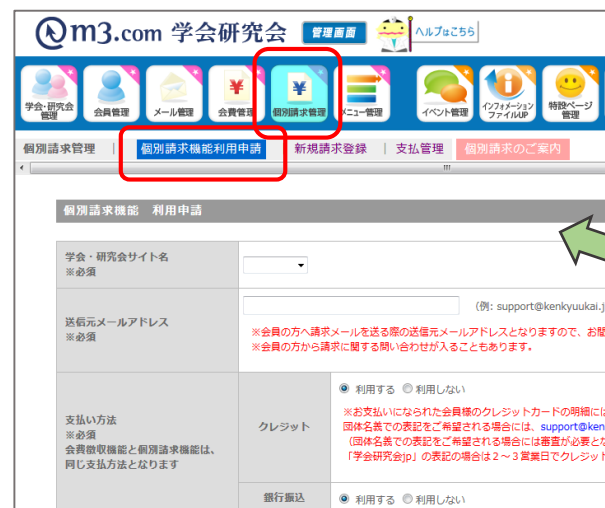 m3.com 学会研究会 管理画面 ヘルプはこちら
学会・研究会管理 会員管理 メール管理 会費管理 個別請求管理 メニュー管理 イベント管理 インフォメーションファイルUP 特設ページ管理
個別請求管理 | 個別請求機能利用申請 新規請求登録 | 支払管理 個別請求のご案内
個別請求機能 利用申請
学会・研究会サイト名
※必須
送信元メールアドレス
※必須
(例: support@kenkyuukai.j
※会員の方へ請求メールを送る際の送信元メールアドレスとなりますので、お
※会員の方から請求に関する問い合わせが入ることもあります。
支払い方法
※必須
会費徴収機能と個別請求機能は、
同じ支払方法となります
クレジット
利用する 利用しない
※お支払いになられた会員様のクレジットカードの明細に
団体名義での表記をご希望される場合には、support@ken
(団体名義での表記をご希望される場合には審査が必要と
「学会研究会jp」の表記の場合は2～3営業日でクレジット
銀行振込
利用する 利用しない